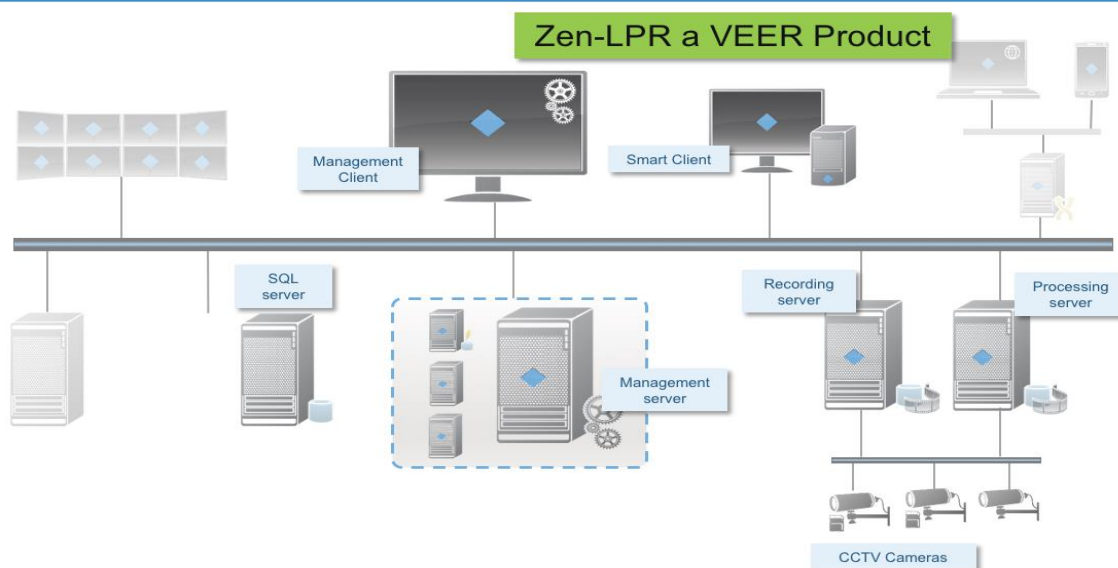 Zen-LPR a VEER Product
Management
Client
Smart Client
SQL
server
Recording
server
Processing
server
Management
server
CCTV Cameras